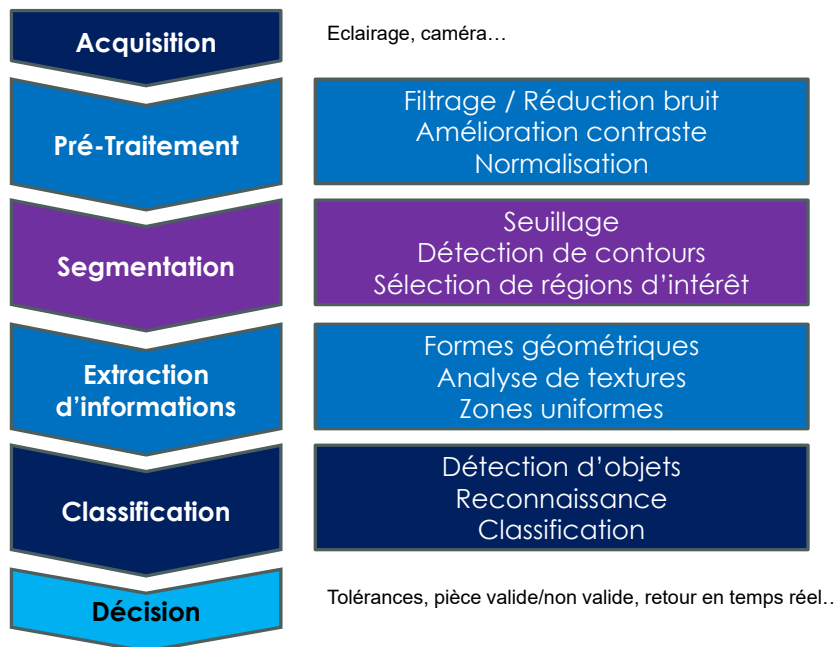 Acquisition
Eclairage, caméra…
Pré-Traitement
Filtrage / Réduction bruit
Amélioration contraste
Normalisation
Segmentation
Seuillage
Détection de contours
Sélection de régions d’intérêt
Extraction
d’informations
Formes géométriques
Analyse de textures
Zones uniformes
Classification
Détection d’objets
Reconnaissance
Classification
Décision
Tolérances, pièce valide/non valide, retour en temps réel..